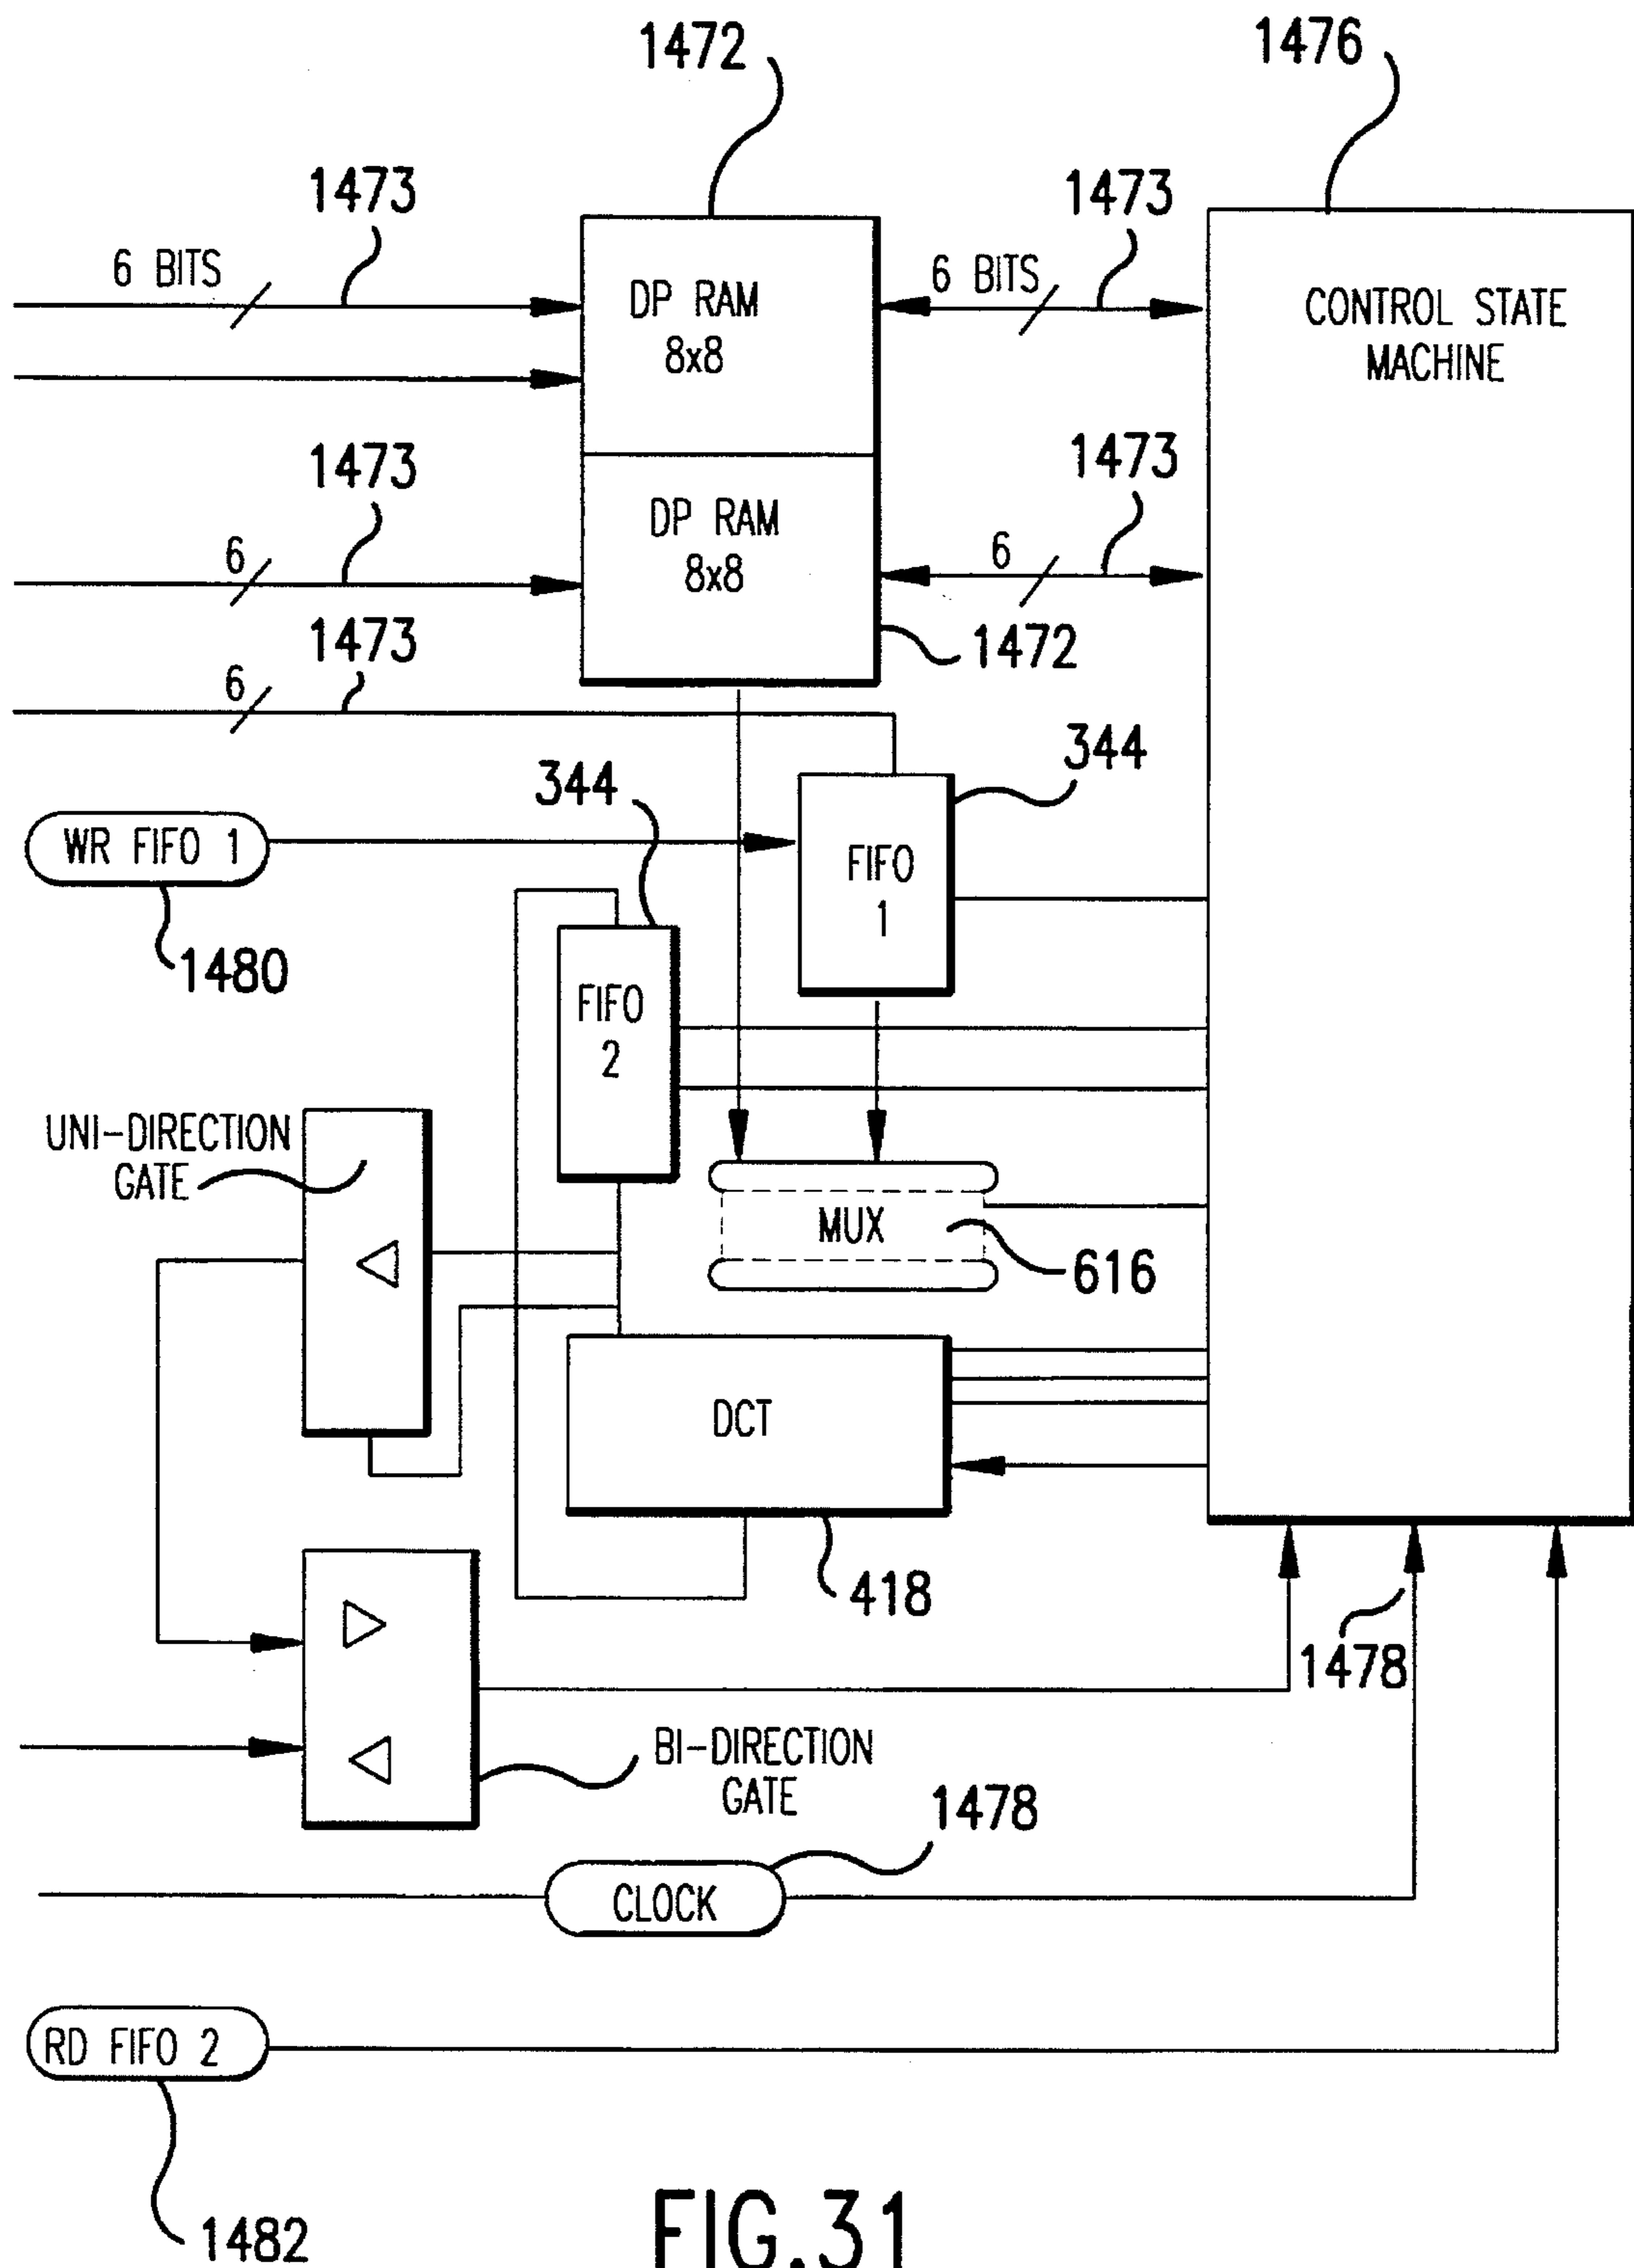 1472
1476
1473
1473
6 BITS
6 BITS
DP RAM
8x8
CONTROL STATE
MACHINE
1473
1473
DP RAM
8x8
6
6
1473
1472
6
344
344
WR FIFO 1
FIFO
1
1480
FIFO
2
UNI-DIRECTION
GATE
MUX
616
DCT
418
1478
BI-DIRECTION
GATE
1478
CLOCK
RD FIFO 2
1482
FIG.31